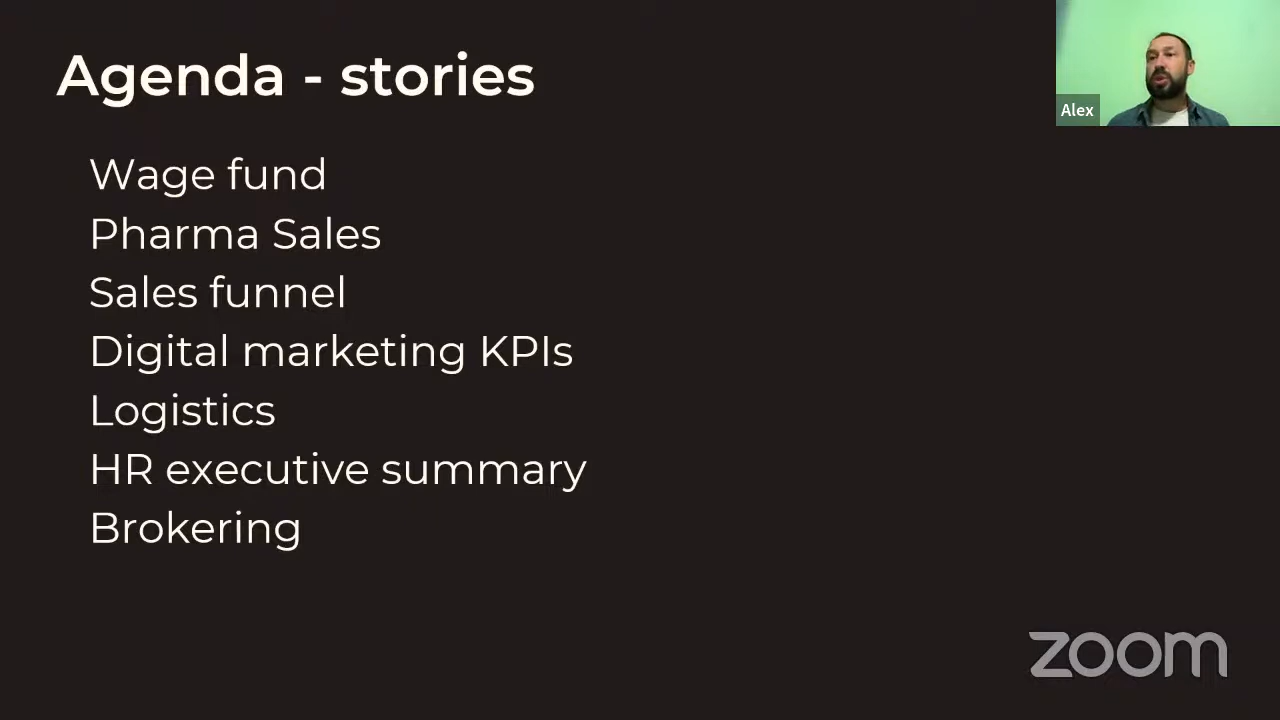 Agenda - stories
Alex
Wage fund
Pharma Sales
Sales funnel
Digital marketing KPIs
Logistics
HR executive summary
Brokering
zoom